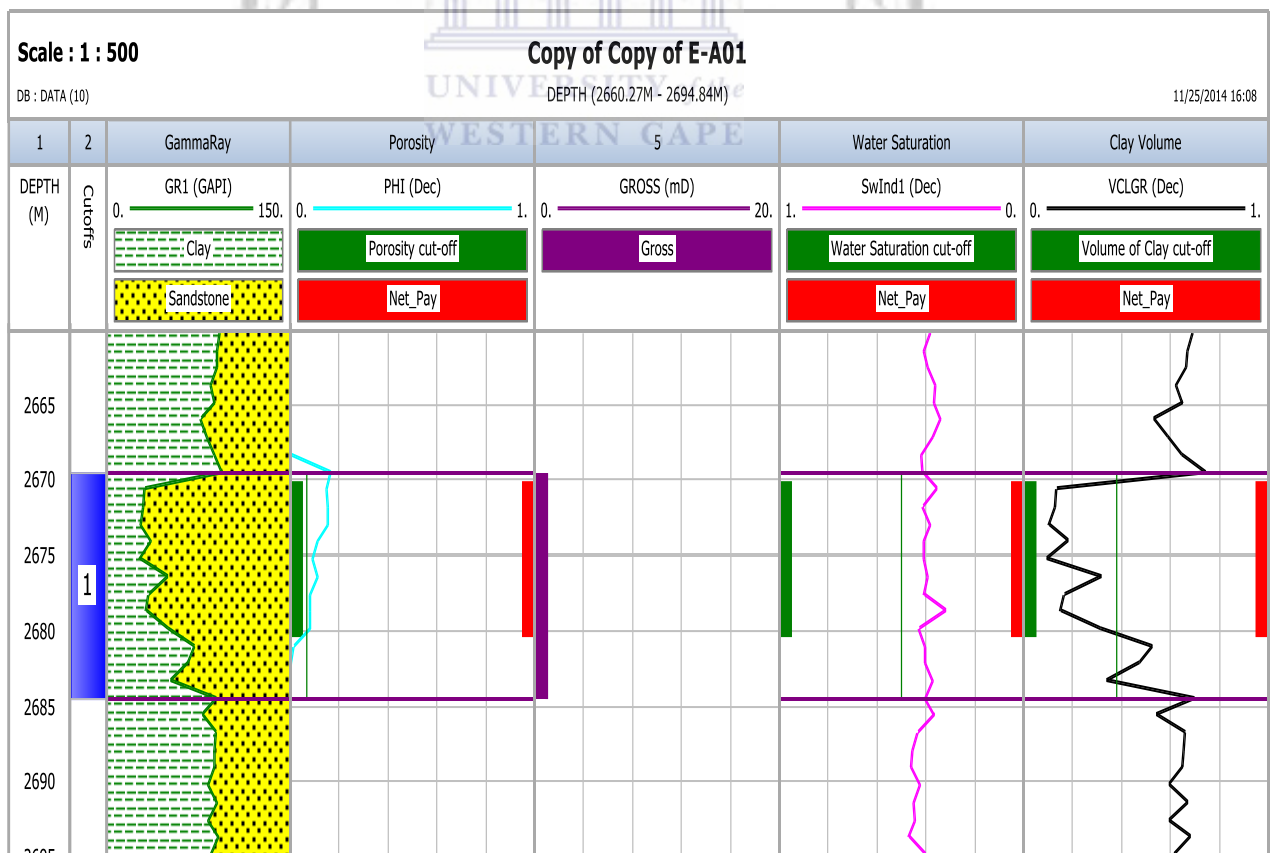 Scale : 1 : 500
Copy of Copy of E-A01
UNIVERSITY of the
DB : DATA (10)
DEPTH (2660.27M - 2694.84M)
11/25/2014 16:08
WESTERN CAPE
1 2 GammaRay Porosity 5 Water Saturation Clay Volume
DEPTH (M) Cutoffs GR1 (GAPI) PHI (Dec) GROSS (mD) SwInd1 (Dec) VCLGR (Dec)
0. 150. 0. 1. 0. 20. 1. 0. 0. 1.
Clay Porosity cut-off Gross Water Saturation cut-off Volume of Clay cut-off
Sandstone Net_Pay Net_Pay Net_Pay
2665
2670
2675
1
2680
2685
2690
2695